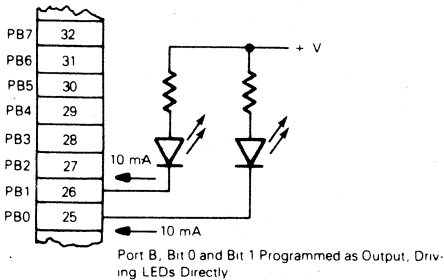 PB7 32
PB6 31
PB5 30
PB4 29
PB3 28
PB2 27
PB1 26
PB0 25
+ V
10 mA
10 mA
Port B, Bit 0 and Bit 1 Programmed as Output, Driv-
ing LEDs Directly.